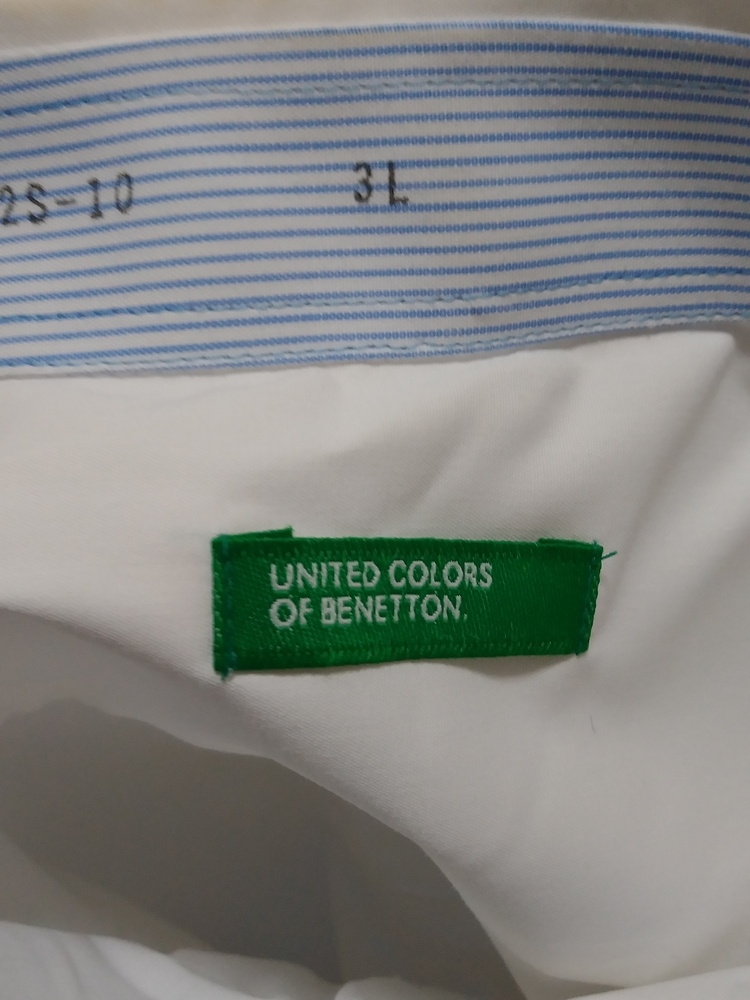 2S-10 3L
UNITED COLORS
OF BENETTON.